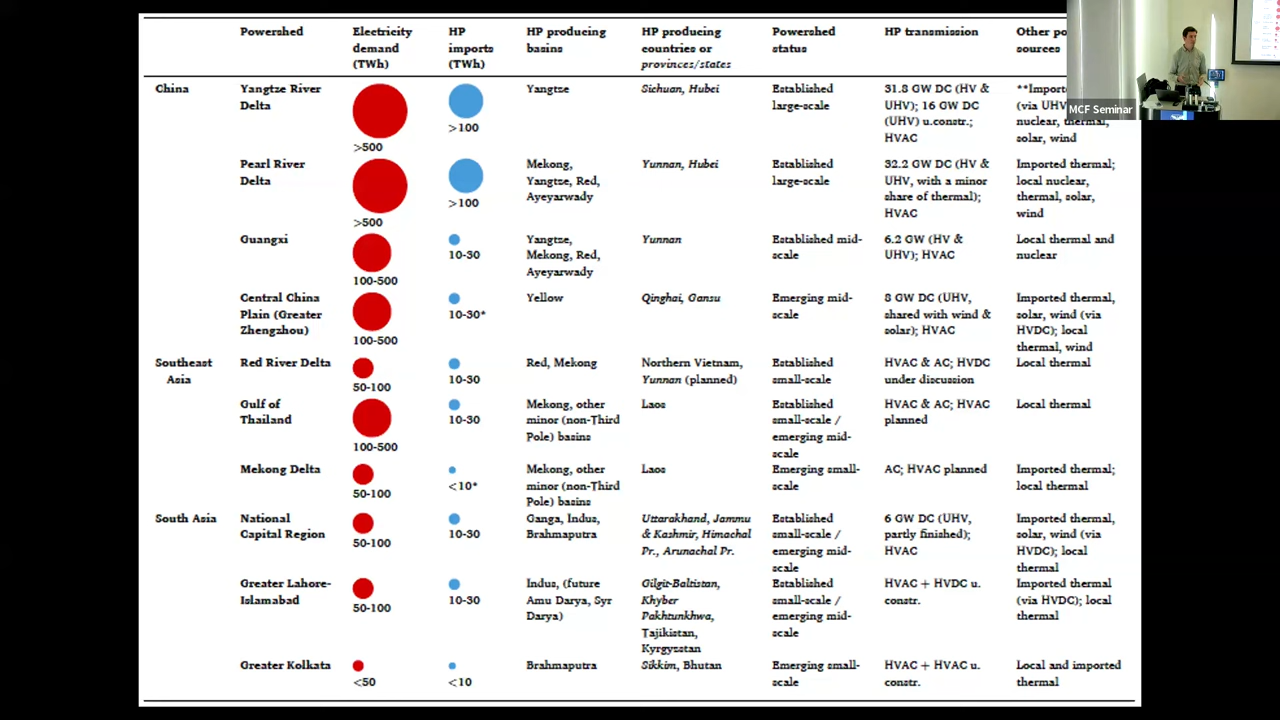 Powershed
Electricity
demand
(TWh)
HP
imports
(TWh)
HP producing
basins
HP producing
countries or
provinces/states
Powershed
status
HP transmission
Other po
sources
China
Yangtze River
Delta
>500
>100
Yangtze
Sichuan, Hubei
Established
large-scale
31.8 GW DC (HV &
UHV); 16 GW DC
(UHV) u.constr.;
HVAC
**Import
(via UHV
nuclear, thermal,
solar, wind
Pearl River
Delta
>500
>100
Mekong,
Yangtze, Red,
Ayeyarwady
Yunnan, Hubei
Established
large-scale
32.2 GW DC (HV &
UHV, with a minor
share of thermal);
HVAC
Imported thermal;
local nuclear,
thermal, solar,
wind
Guangxi
100-500
10-30
Yangtze,
Mekong, Red,
Ayeyarwady
Yunnan
Established mid-
scale
6.2 GW (HV &
UHV); HVAC
Local thermal and
nuclear
Central China
Plain (Greater
Zhengzhou)
100-500
10-30*
Yellow
Qinghai, Gansu
Emerging mid-
scale
8 GW DC (UHV,
shared with wind &
solar); HVAC
Imported thermal,
solar, wind (via
HVDC); local
thermal, wind
Southeast
Asia
Red River Delta
50-100
10-30
Red, Mekong
Northern Vietnam,
Yunnan (planned)
Established
small-scale
HVAC & AC; HVDC
under discussion
Local thermal
Gulf of
Thailand
100-500
10-30
Mekong, other
minor (non-Third
Pole) basins
Laos
Established
small-scale /
emerging mid-
scale
HVAC & AC; HVAC
planned
Local thermal
Mekong Delta
50-100
<10*
Mekong, other
minor (non-Third
Pole) basins
Laos
Emerging small-
scale
AC; HVAC planned
Imported thermal;
local thermal
South Asia
National
Capital Region
50-100
10-30
Ganga, Indus,
Brahmaputra
Uttarakhand, Jammu
& Kashmir, Himachal
Pr., Arunachal Pr.
Established
small-scale /
emerging mid-
scale
6 GW DC (UHV,
partly finished);
HVAC
Imported thermal,
solar, wind (via
HVDC); local
thermal
Greater Lahore-
Islamabad
50-100
10-30
Indus, (future
Amu Darya, Syr
Darya)
Gilgit-Baltistan,
Khyber
Pakhtunkhwa,
Tajikistan,
Kyrgyzstan
Established
small-scale /
emerging mid-
scale
HVAC + HVDC u.
constr.
Imported thermal
(via HVDC); local
thermal
Greater Kolkata
<50
<10
Brahmaputra
Sikkim, Bhutan
Emerging small-
scale
HVAC + HVAC u.
constr.
Local and imported
thermal
MCF Seminar